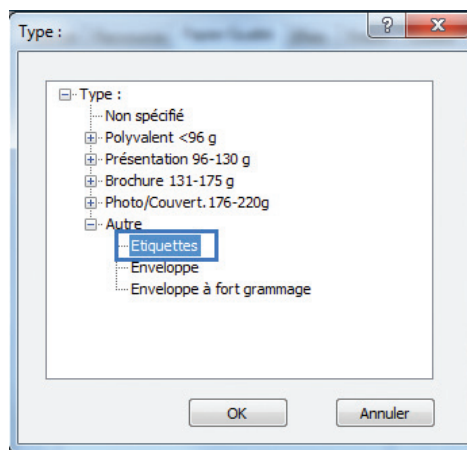 Type :
Type :
Non spécifié
Polyvalent <96 g
Présentation 96-130 g
Brochure 131-175 g
Photo/Couvert.176-220g
Autre
Etiquettes
Enveloppe
Enveloppe à fort grammage
OK Annuler